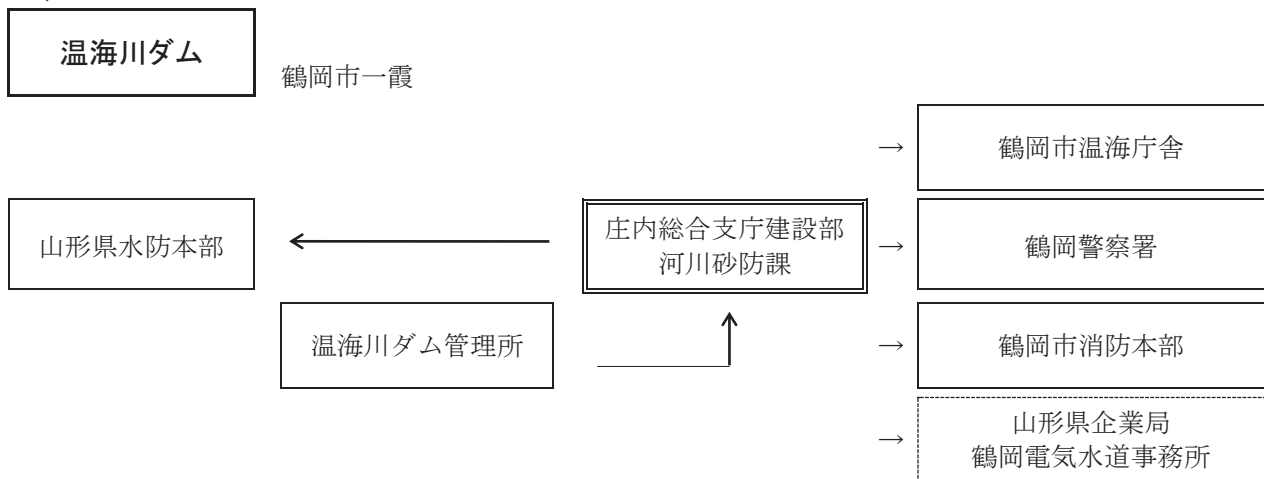 温海川ダム
鶴岡市一霞
→ 鶴岡市温海庁舎
山形県水防本部
庄内総合支庁建設部
河川砂防課
→ 鶴岡警察署
温海川ダム管理所
→ 鶴岡市消防本部
→ 山形県企業局
鶴岡電気水道事務所